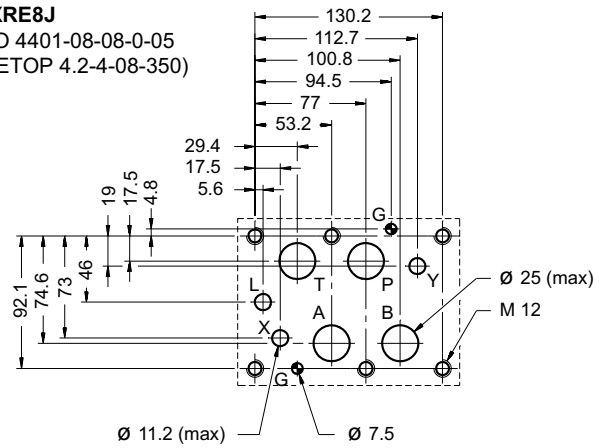 XRE8J
O 4401-08-08-0-05
ETOP 4.2-4-08-350)
130.2
112.7
100.8
94.5
77
53.2
29.4
17.5
5.6
19
17.5
4.8
G
92.1
74.6
73
46
L
T
P
Y
X
A
B
Ø 25 (max)
M 12
G
Ø 11.2 (max)
Ø 7.5